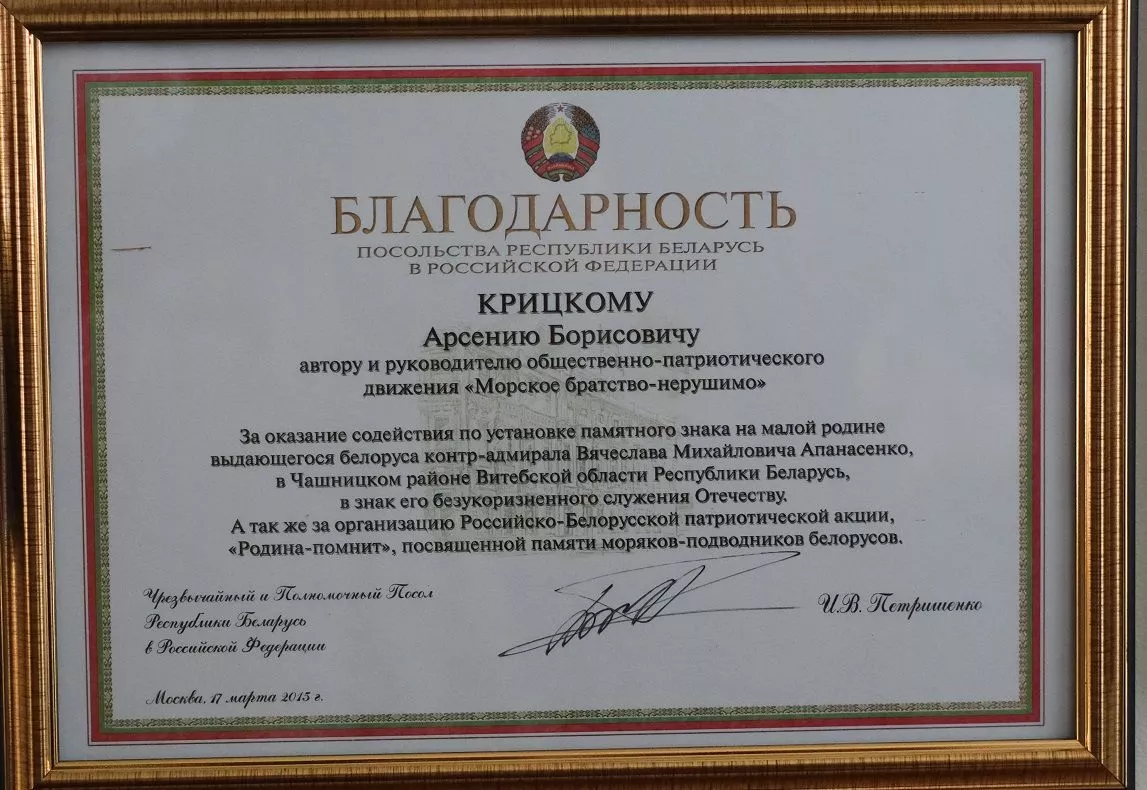 БЛАГОДАРНОСТЬ
ПОСОЛЬСТВА РЕСПУБЛИКИ БЕЛАРУСЬ
В РОССИЙСКОЙ ФЕДЕРАЦИИ
КРИЦКОМУ
Арсению Борисовичу
автору и руководителю общественно-патриотического
движения «Морское братство-нерушимо»
За оказание содействия по установке памятного знака на малой родине
выдающегося белоруса контр-адмирала Вячеслава Михайловича Апанасенко,
в Чашницком районе Витебской области Республики Беларусь,
в знак его безукоризненного служения Отечеству.
А так же за организацию Российско-Белорусской патриотической акции,
«Родина-помнит», посвященной памяти моряков-подводников белорусов.
Чрезвычайный и Полномочный Посол
Республики Беларусь
в Российской Федерации
И.В. Петришенко
Москва, 17 марта 2015 г.